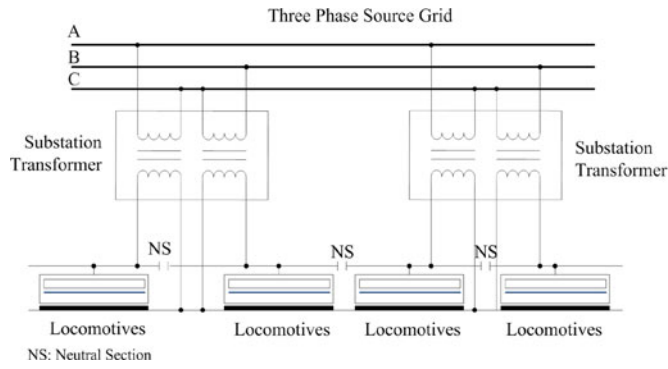 Three Phase Source Grid
A
B
C
Substation
Transformer
Substation
Transformer
NS
NS
NS
Locomotives
Locomotives
Locomotives
Locomotives
NS: Neutral Section